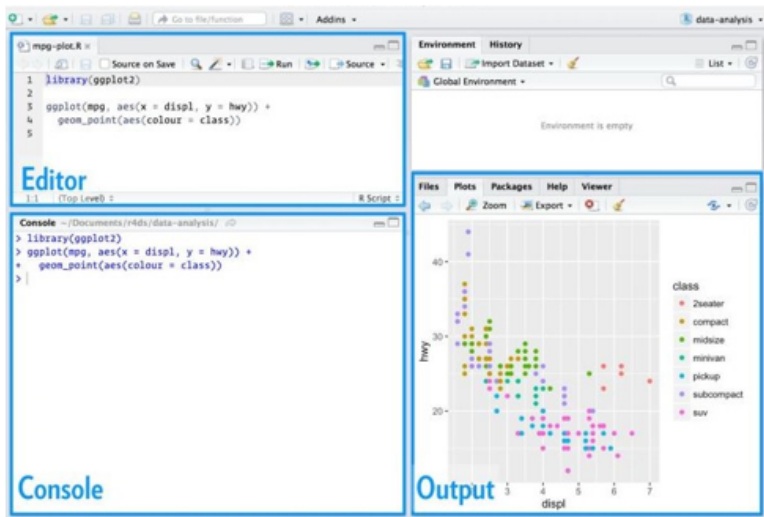 Go to file/function
Addins
data-analysis
mpg-plot.R
Source on Save
Run
Source
1 library(ggplot2)
2
3 ggplot(mpg, aes(x = displ, y = hwy)) +
4 geom_point(aes(colour = class))
5
Editor
1:1 (Top Level)
R Script
Console ~/Documents/r4ds/data-analysis/
> library(ggplot2)
> ggplot(mpg, aes(x = displ, y = hwy)) +
+ geom_point(aes(colour = class))
>
Console
Environment History
Import Dataset
List
Global Environment
Environment is empty
Files Plots Packages Help Viewer
Zoom Export
40
30
20
hwy
3 4 5 6 7
displ
class
2seater
compact
midsize
minivan
pickup
subcompact
suv
Output